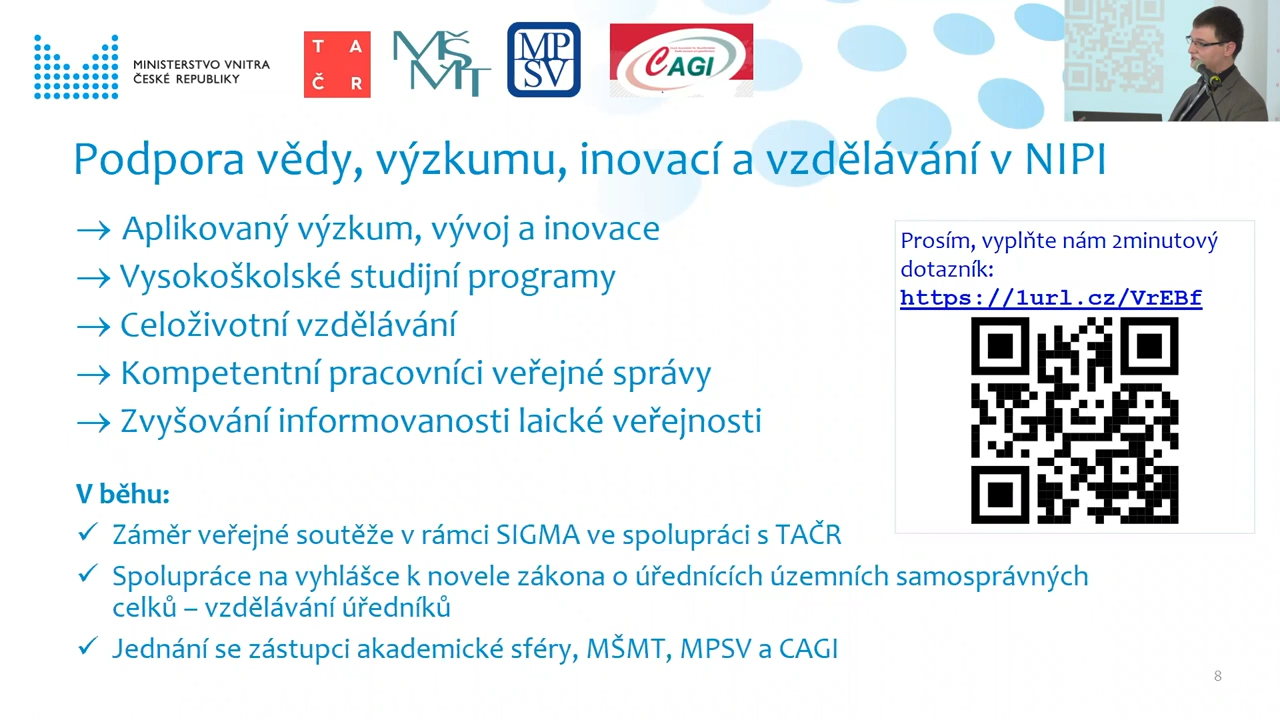 MINISTERSTVO VNITRA
ČESKÉ REPUBLIKY
T A
Č R
MŠ
MT
MP
SV
CAGI
Podpora vědy, výzkumu, inovací a vzdělávání v NIPI
→ Aplikovaný výzkum, vývoj a inovace
→ Vysokoškolské studijní programy
→ Celoživotní vzdělávání
→ Kompetentní pracovníci veřejné správy
→ Zvyšování informovanosti laické veřejnosti
Prosím, vyplňte nám 2minutový
dotazník:
https://1url.cz/VrEBf
V běhu:
✓ Záměr veřejné soutěže v rámci SIGMA ve spolupráci s TAČR
✓ Spolupráce na vyhlášce k novele zákona o úřednících územních samosprávných
celků – vzdělávání úředníků
✓ Jednání se zástupci akademické sféry, MŠMT, MPSV a CAGI
8